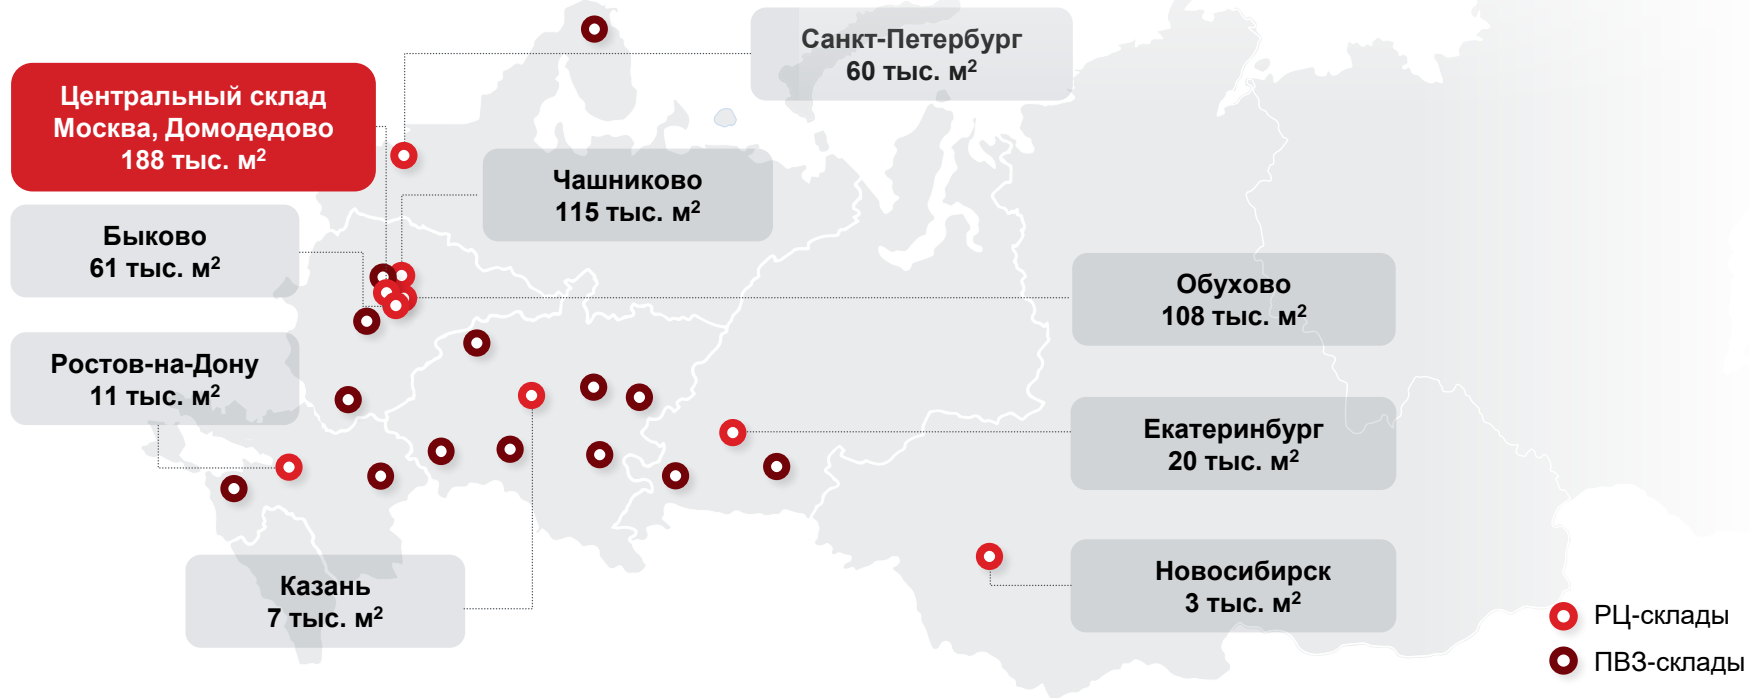 Санкт-Петербург
60 тыс. м²
Центральный склад
Москва, Домодедово
188 тыс. м²
Чашниково
115 тыс. м²
Быково
61 тыс. м²
Обухово
108 тыс. м²
Ростов-на-Дону
11 тыс. м²
Екатеринбург
20 тыс. м²
Казань
7 тыс. м²
Новосибирск
3 тыс. м²
РЦ-склады
ПВЗ-склады